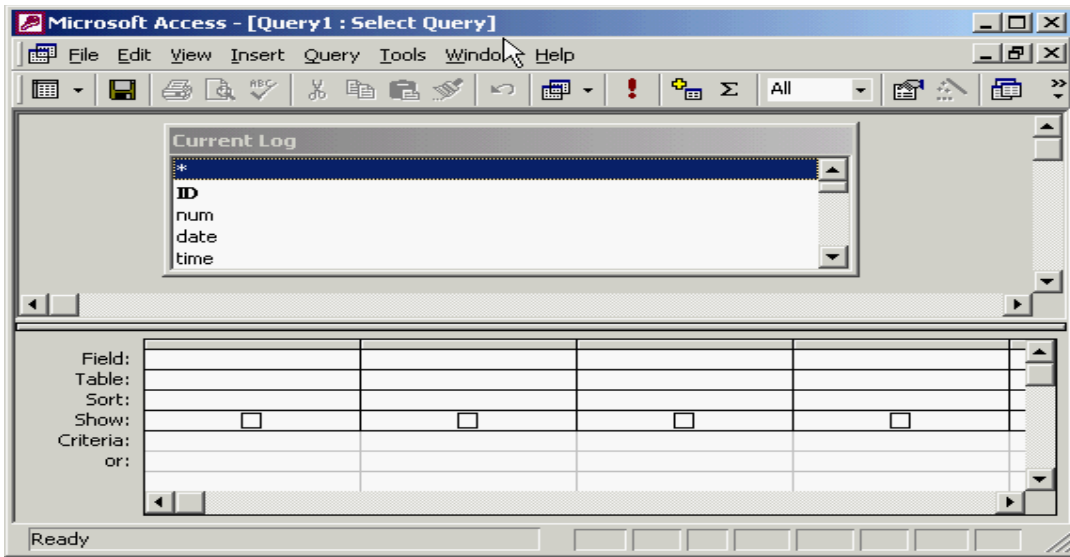 Microsoft Access - [Query1 : Select Query]
File Edit View Insert Query Tools Window Help
ABC Σ All
Current Log
*
ID
num
date
time
Field:
Table:
Sort:
Show:
Criteria:
or:
Ready